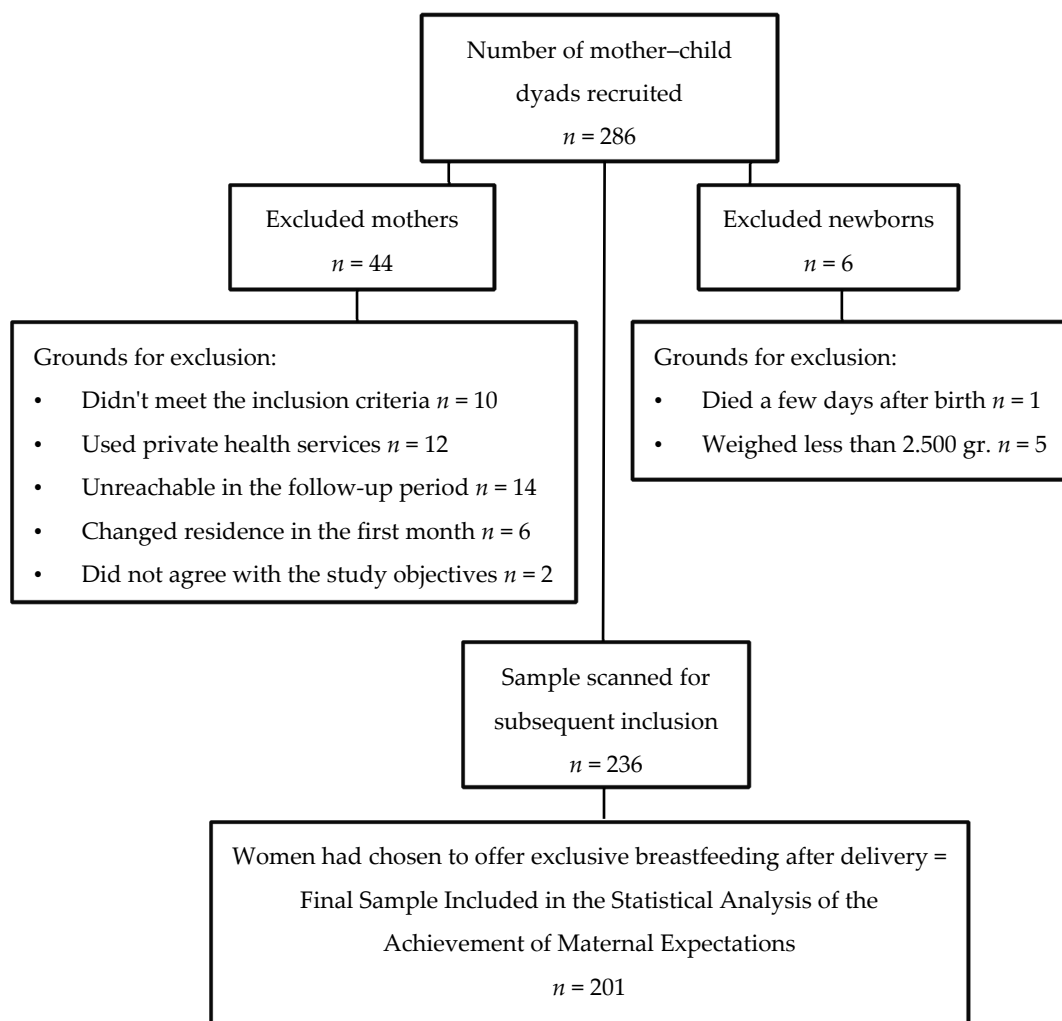 Number of mother–child
dyads recruited
n = 286
Excluded mothers
n = 44
Excluded newborns
n = 6
Grounds for exclusion:
• Didn't meet the inclusion criteria n = 10
• Used private health services n = 12
• Unreachable in the follow-up period n = 14
• Changed residence in the first month n = 6
• Did not agree with the study objectives n = 2
Grounds for exclusion:
• Died a few days after birth n = 1
• Weighed less than 2.500 gr. n = 5
Sample scanned for
subsequent inclusion
n = 236
Women had chosen to offer exclusive breastfeeding after delivery =
Final Sample Included in the Statistical Analysis of the
Achievement of Maternal Expectations
n = 201